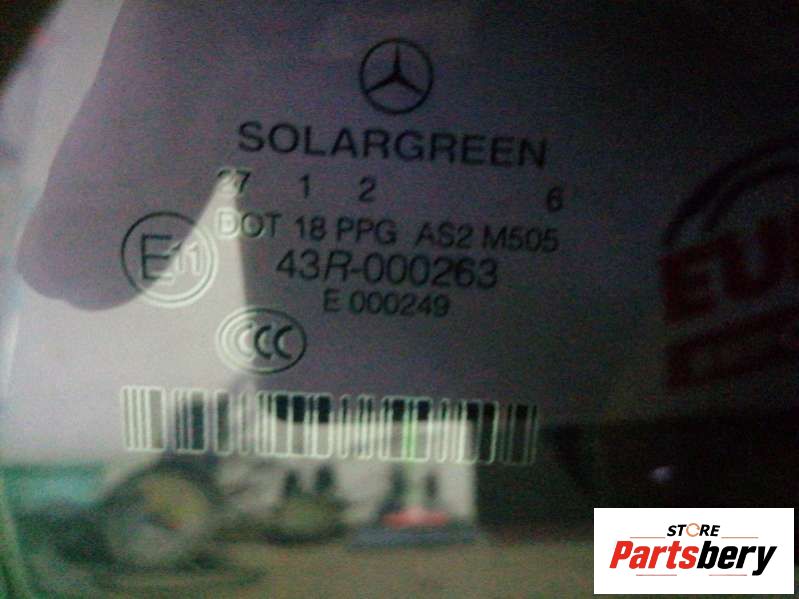 SOLARGREEN
27 1 2 6
DOT 18 PPG AS2 M505
E11
43R-000263
E 000249
CCC
STORE
Partsbery